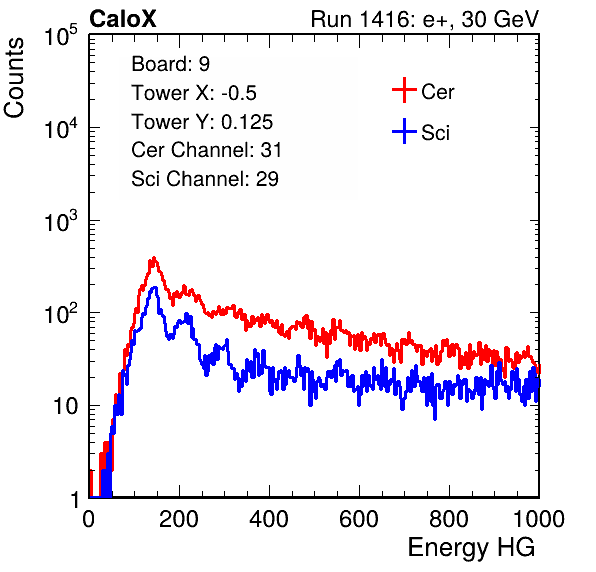 CaloX Run 1416: e+, 30 GeV
Counts
Board: 9
Tower X: -0.5
Tower Y: 0.125
Cer Channel: 31
Sci Channel: 29
Cer
Sci
10^5
10^4
10^3
10^2
10
1
0 200 400 600 800 1000
Energy HG